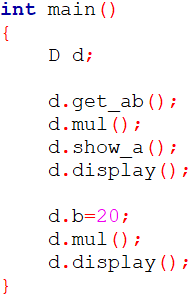 int main()
{
    D d;

    d.get_ab();
    d.mul();
    d.show_a();
    d.display();

    d.b=20;
    d.mul();
    d.display();
}